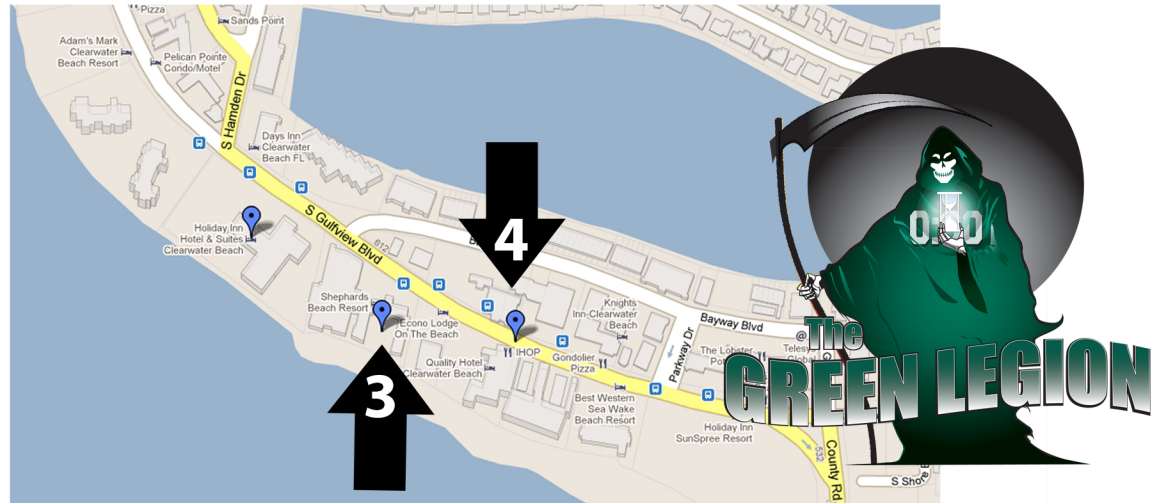 Pizza
Sands Point
Adam's Mark
Clearwater
Beach Resort
Pelican Pointe
Condo/Motel
S Hamden Dr
Days Inn
Clearwater
Beach FL
S Gulfview Blvd
Holiday Inn
Hotel & Suites
Clearwater Beach
612
4
Shephards
Beach Resort
Econo Lodge
On The Beach
Knights
Inn-Clearwater
Beach
Bayway Blvd
Parkway Dr
IHOP
Gondolier
Pizza
The Lobster
Quality Hotel
Clearwater Beach
3
Best Western
Sea Wake
Beach Resort
Holiday Inn
SunSpree Resort
532
County Rd
S Shore
0:00
The
GREEN LEGION